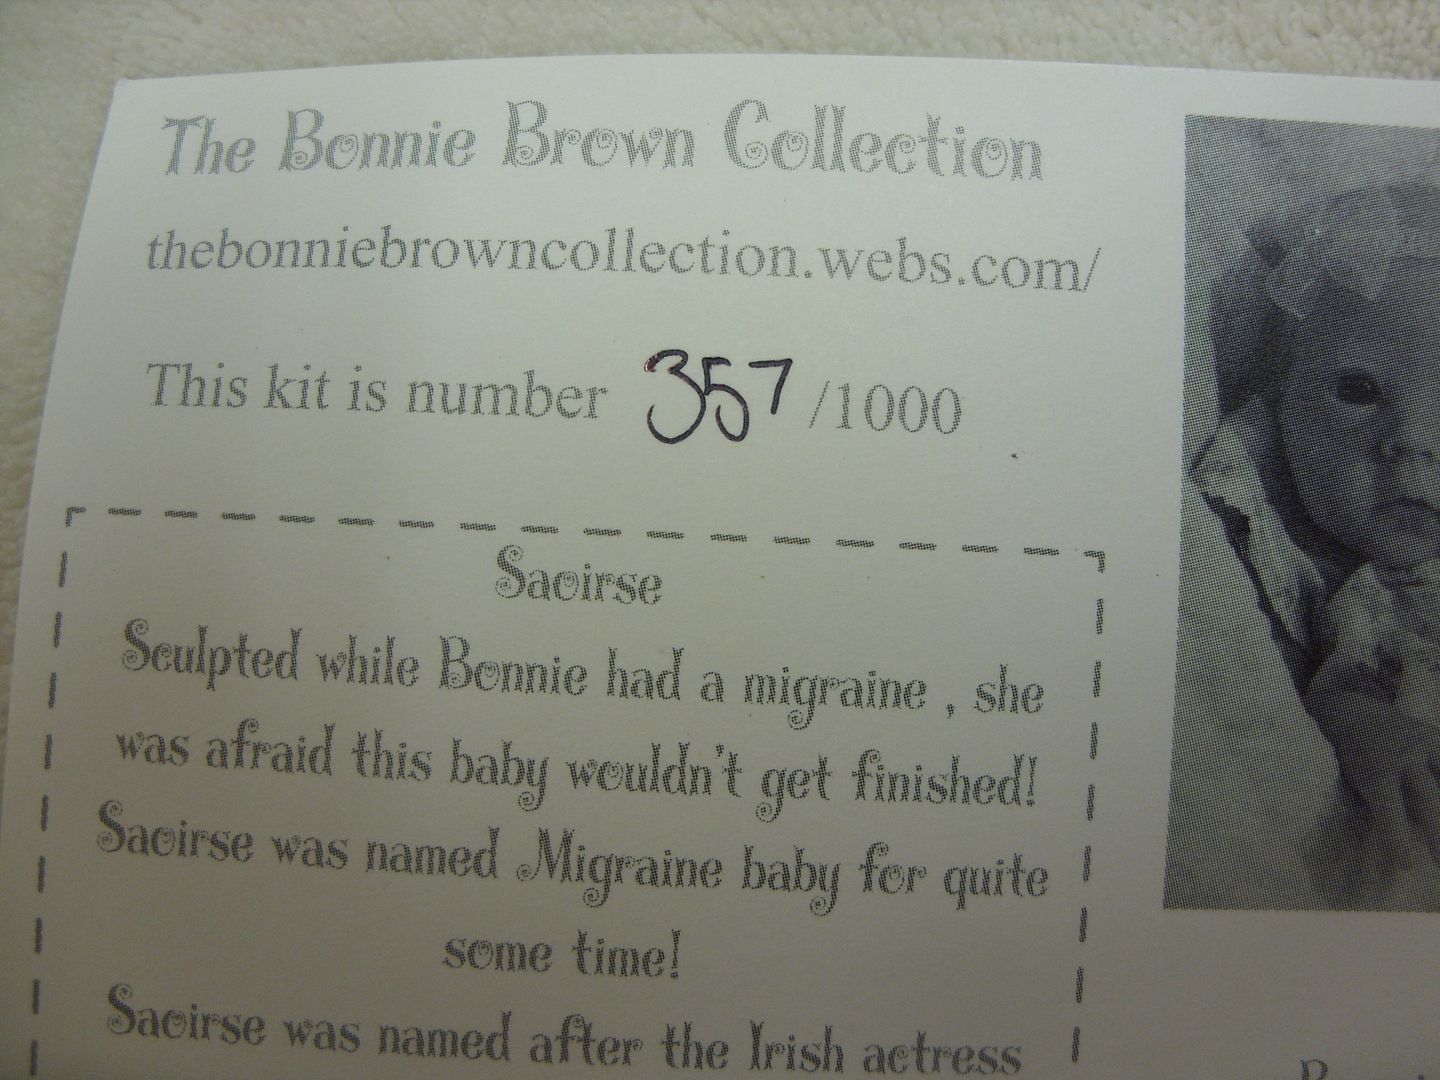 The Bonnie Brown Collection
thebonniebrowncollection.webs.com/
This kit is number 357 /1000
Saoirse
Sculpted while Bonnie had a migraine , she
was afraid this baby wouldn't get finished!
Saoirse was named Migraine baby for quite
some time!
Saoirse was named after the Irish actress